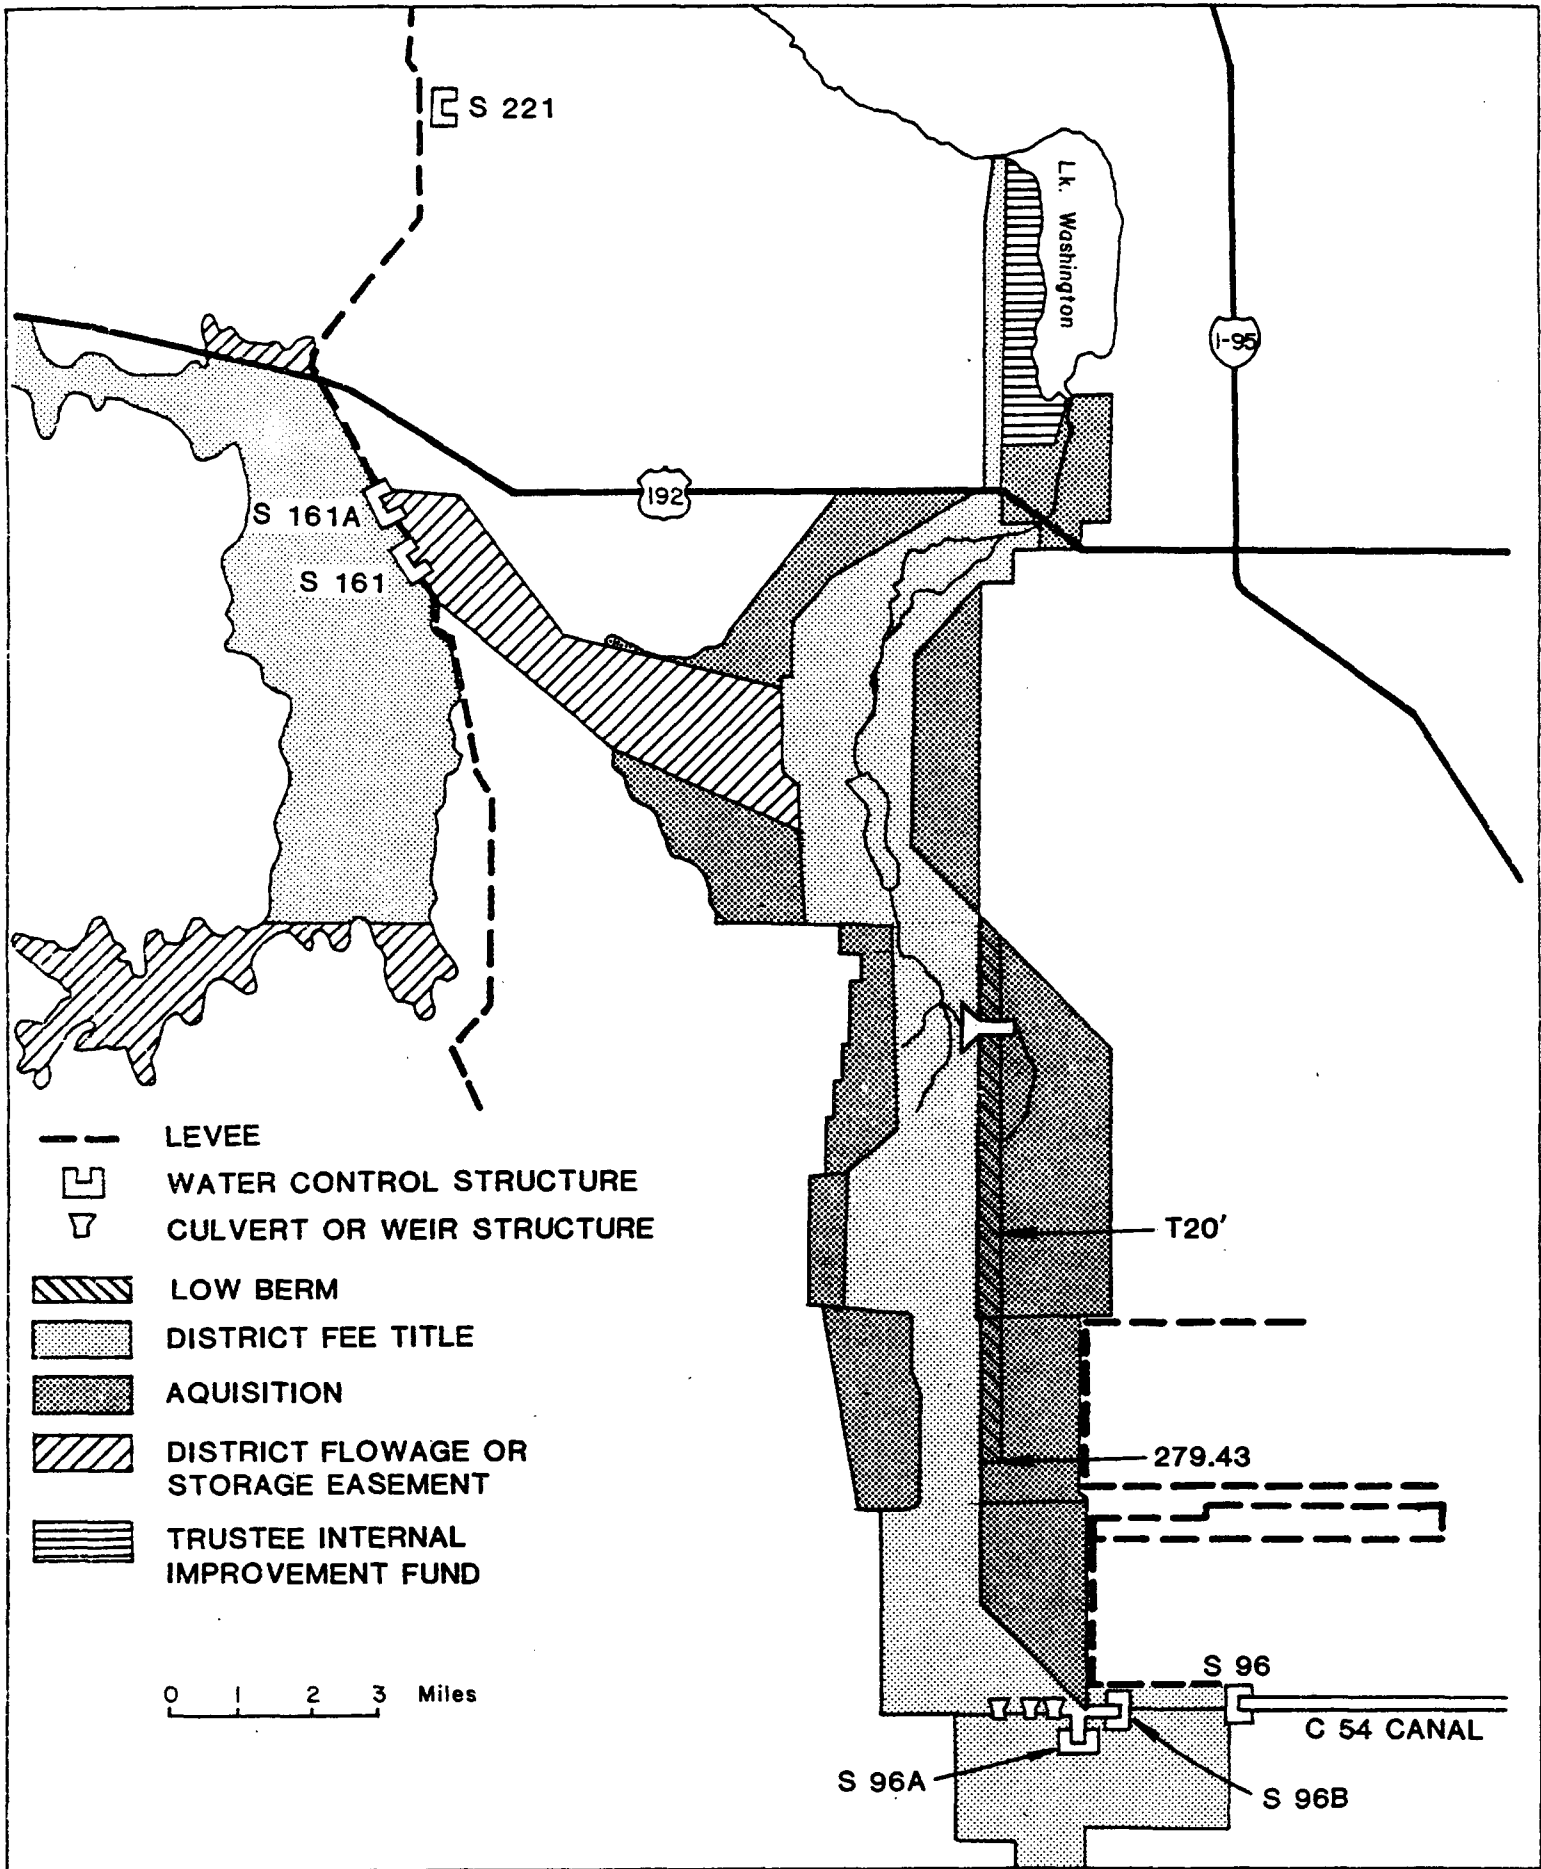 S 221
Lk. Washington
I-95
192
S 161A
S 161
LEVEE
WATER CONTROL STRUCTURE
CULVERT OR WEIR STRUCTURE
T20'
LOW BERM
DISTRICT FEE TITLE
AQUISITION
DISTRICT FLOWAGE OR
STORAGE EASEMENT
279.43
TRUSTEE INTERNAL
IMPROVEMENT FUND
0 1 2 3 Miles
S 96
C 54 CANAL
S 96A
S 96B